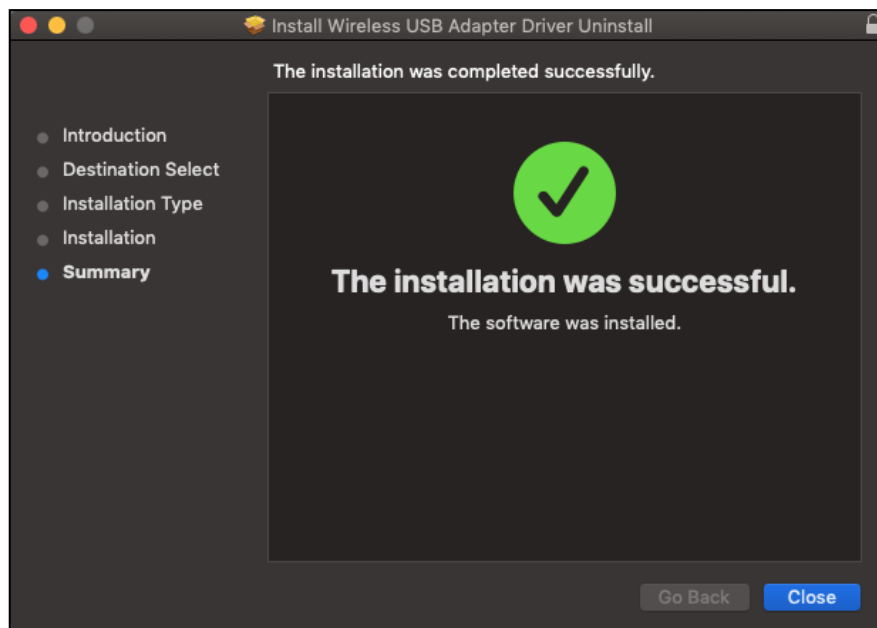 Install Wireless USB Adapter Driver Uninstall
The installation was completed successfully.
Introduction
Destination Select
Installation Type
Installation
Summary
The installation was successful.
The software was installed.
Go Back
Close